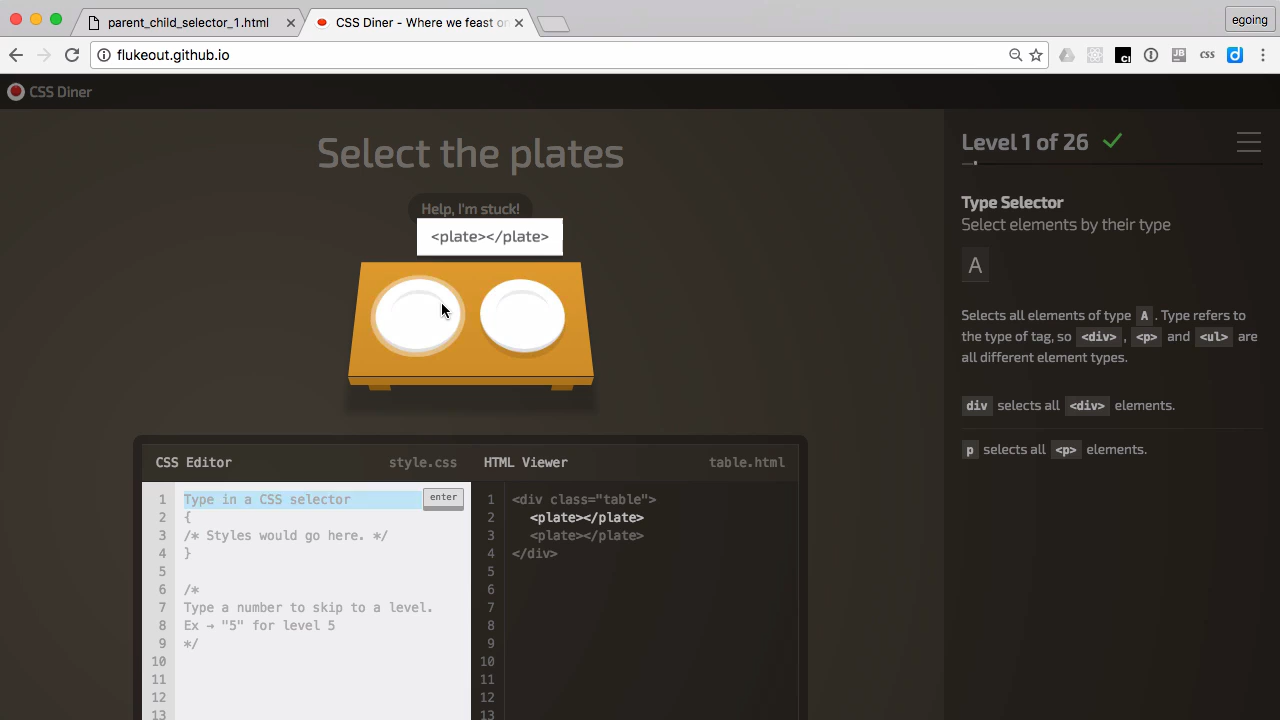 parent_child_selector_1.html
CSS Diner - Where we feast on
egoing
flukeout.github.io
CSS Diner
Select the plates
Help, I'm stuck!
<plate></plate>
Level 1 of 26
Type Selector
Select elements by their type
A
Selects all elements of type A . Type refers to
the type of tag, so <div> , <p> and <ul> are
all different element types.
div selects all <div> elements.
p selects all <p> elements.
CSS Editor style.css
1 Type in a CSS selector enter
2 {
3 /* Styles would go here. */
4 }
5
6 /*
7 Type a number to skip to a level.
8 Ex → "5" for level 5
9 */
10
11
12
13
HTML Viewer table.html
1 <div class="table">
2 <plate></plate>
3 <plate></plate>
4 </div>
5
6
7
8
9
10
11
12
13